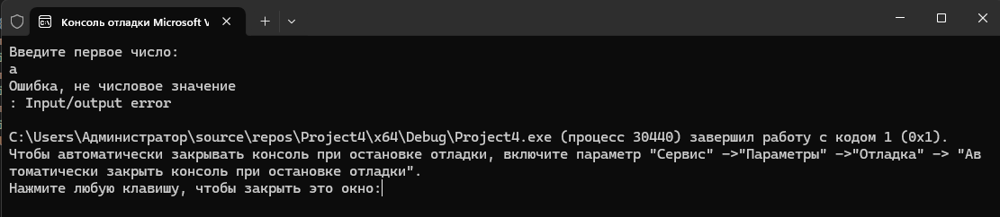 Консоль отладки Microsoft V
Введите первое число:
а
Ошибка, не числовое значение
: Input/output error
C:\Users\Администратор\source\repos\Project4\x64\Debug\Project4.exe (процесс 30440) завершил работу с кодом 1 (0x1).
Чтобы автоматически закрывать консоль при остановке отладки, включите параметр "Сервис" ->"Параметры" ->"Отладка" -> "Ав
томатически закрыть консоль при остановке отладки".
Нажмите любую клавишу, чтобы закрыть это окно: